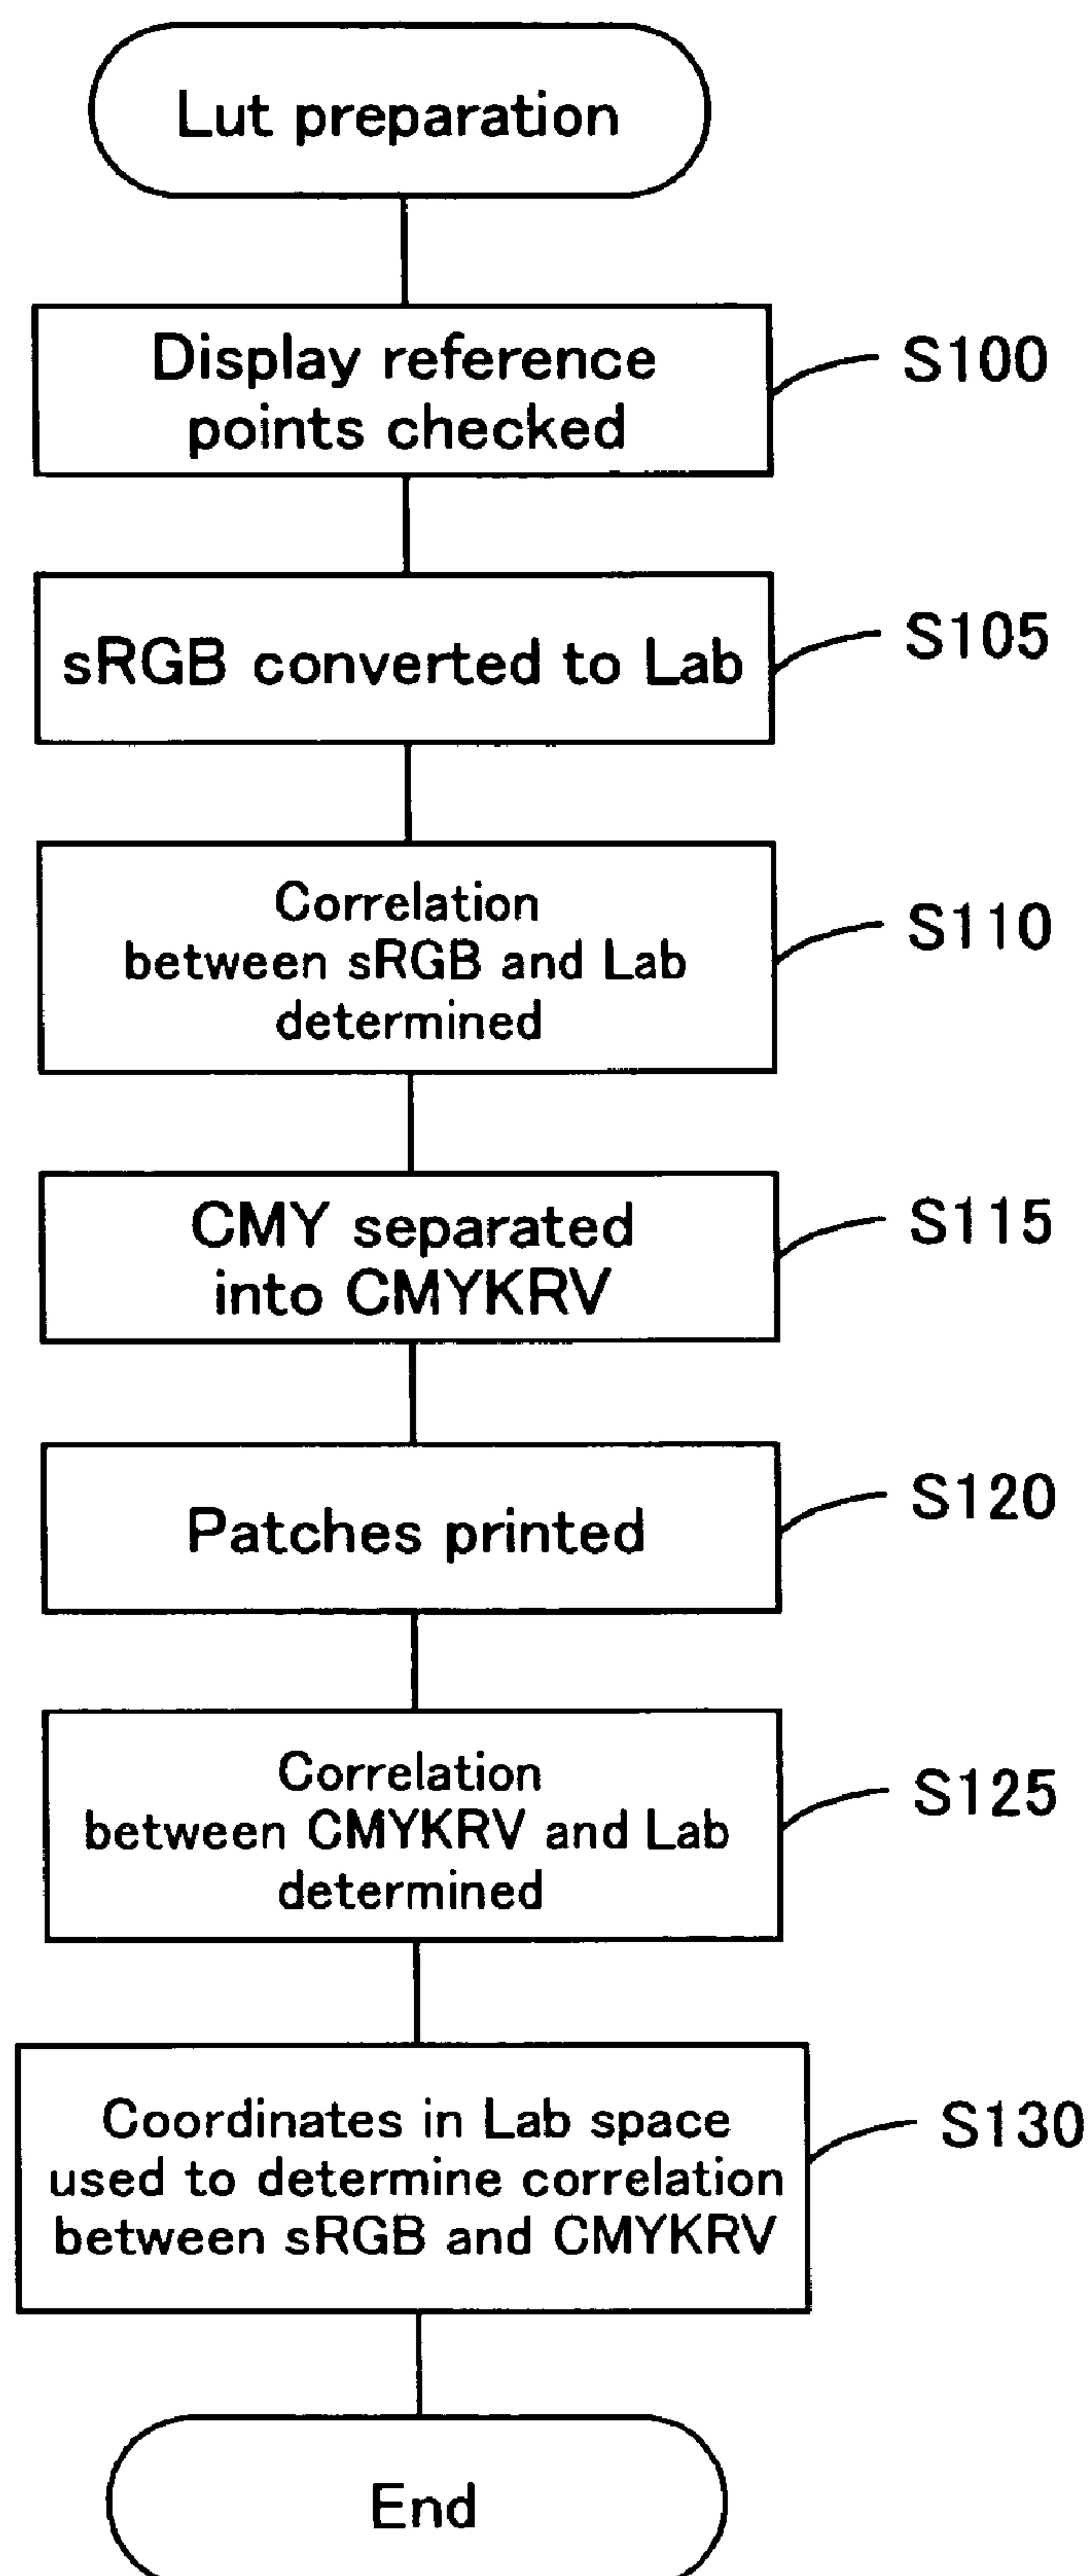 Lut preparation
Display reference
points checked
S100
sRGB converted to Lab
S105
Correlation
between sRGB and Lab
determined
S110
CMY separated
into CMYKRV
S115
Patches printed
S120
Correlation
between CMYKRV and Lab
determined
S125
Coordinates in Lab space
used to determine correlation
between sRGB and CMYKRV
S130
End